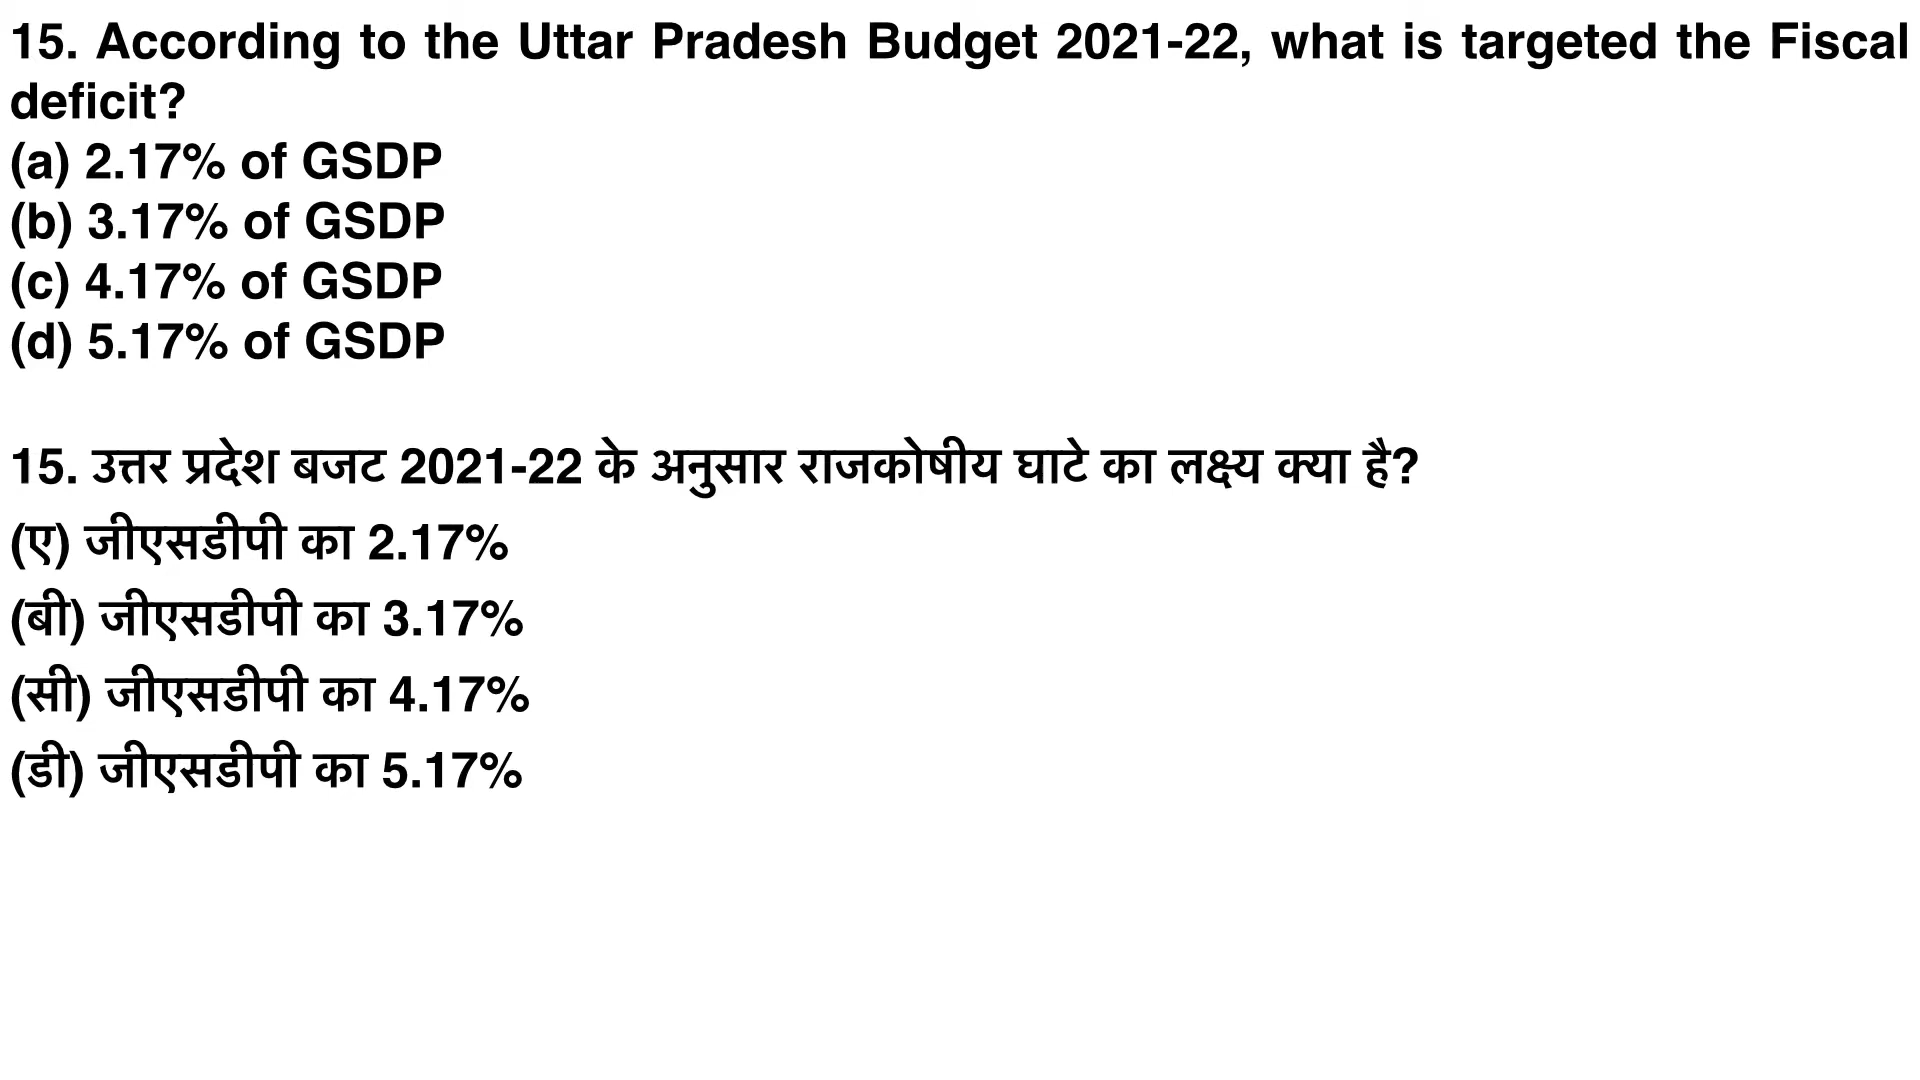 15. According to the Uttar Pradesh Budget 2021-22, what is targeted the Fiscal
deficit?
(a) 2.17% of GSDP
(b) 3.17% of GSDP
(c) 4.17% of GSDP
(d) 5.17% of GSDP
15. उत्तर प्रदेश बजट 2021-22 के अनुसार राजकोषीय घाटे का लक्ष्य क्या है?
(ए) जीएसडीपी का 2.17%
(बी) जीएसडीपी का 3.17%
(सी) जीएसडीपी का 4.17%
(डी) जीएसडीपी का 5.17%